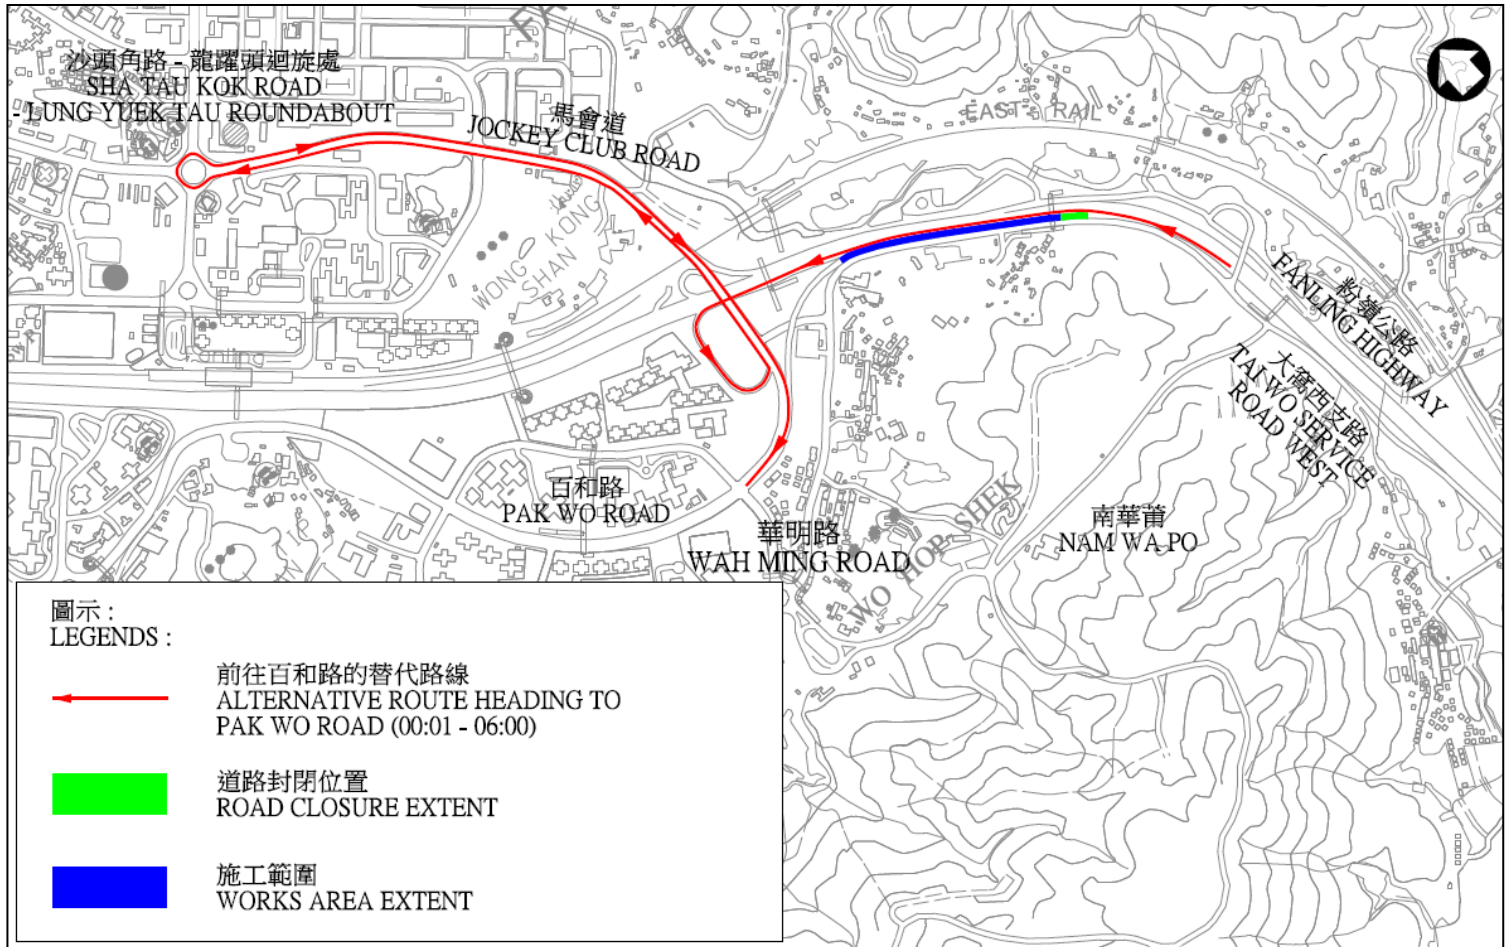 沙頭角路 - 龍躍頭迴旋處
SHA TAU KOK ROAD
- LUNG YUEK TAU ROUNDABOUT
馬會道
JOCKEY CLUB ROAD
EAST RAIL
WONG
SHAN KONG
粉嶺公路
FANLING HIGHWAY
大窩西支路
TAI WO SERVICE
ROAD WEST
百和路
PAK WO ROAD
華明路
WAH MING ROAD
WO HOP SHEK
南華莆
NAM WA PO
圖示 :
LEGENDS :
前往百和路的替代路線
ALTERNATIVE ROUTE HEADING TO
PAK WO ROAD (00:01 - 06:00)
道路封閉位置
ROAD CLOSURE EXTENT
施工範圍
WORKS AREA EXTENT